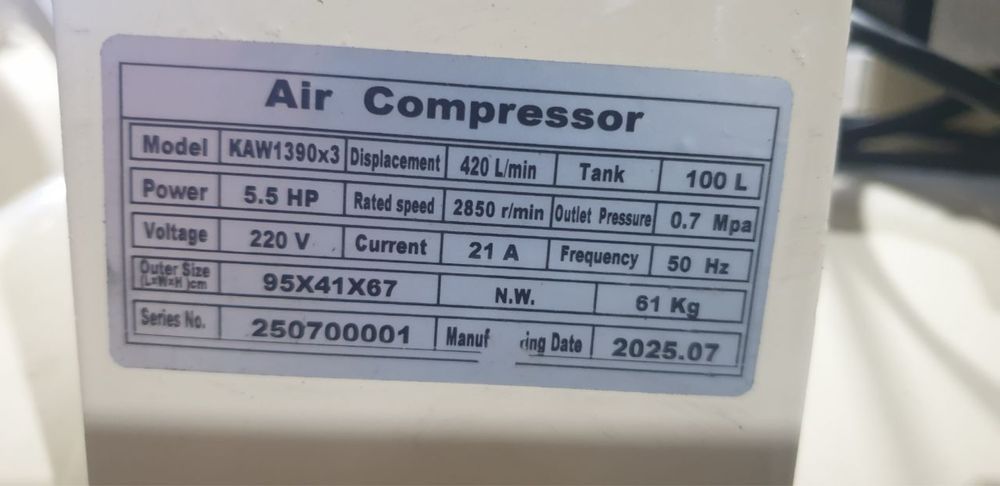 Air Compressor
Model KAW1390x3 Displacement 420 L/min Tank 100 L
Power 5.5 HP Rated speed 2850 r/min Outlet Pressure 0.7 Mpa
Voltage 220 V Current 21 A Frequency 50 Hz
Outer Size (L×W×H)cm 95X41X67 N.W. 61 Kg
Series No. 250700001 Manuf ring Date 2025.07